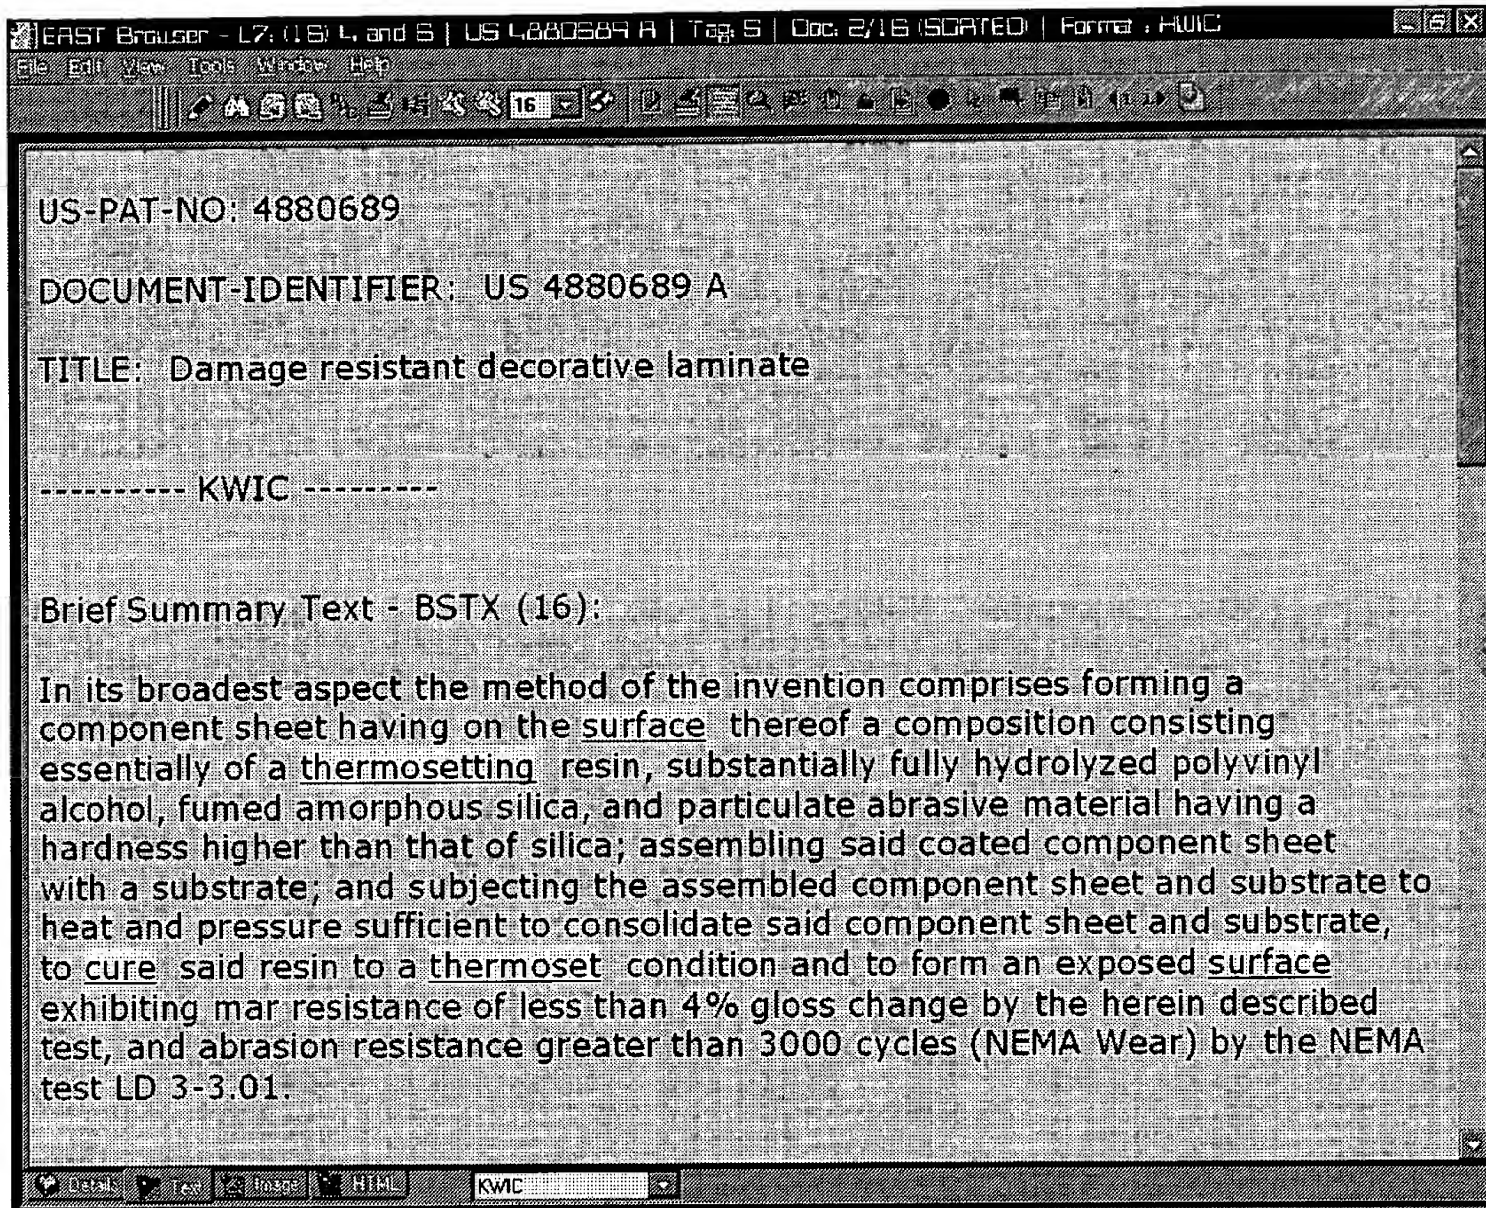 EAST Browser - L7: (16) 4 and 5 | US 4880689 A | Tag: S | Doc: 2/16 (SORTED) | Format : KWIC
File Edit View Tools Window Help
16
US-PAT-NO: 4880689
DOCUMENT-IDENTIFIER: US 4880689 A
TITLE: Damage resistant decorative laminate
---------- KWIC ---------
Brief Summary Text - BSTX (16):
In its broadest aspect the method of the invention comprises forming a
component sheet having on the surface thereof a composition consisting
essentially of a thermosetting resin, substantially fully hydrolyzed polyvinyl
alcohol, fumed amorphous silica, and particulate abrasive material having a
hardness higher than that of silica; assembling said coated component sheet
with a substrate; and subjecting the assembled component sheet and substrate to
heat and pressure sufficient to consolidate said component sheet and substrate,
to cure said resin to a thermoset condition and to form an exposed surface
exhibiting mar resistance of less than 4% gloss change by the herein described
test, and abrasion resistance greater than 3000 cycles (NEMA Wear) by the NEMA
test LD 3-3.01.
Details Text Image HTML KWIC